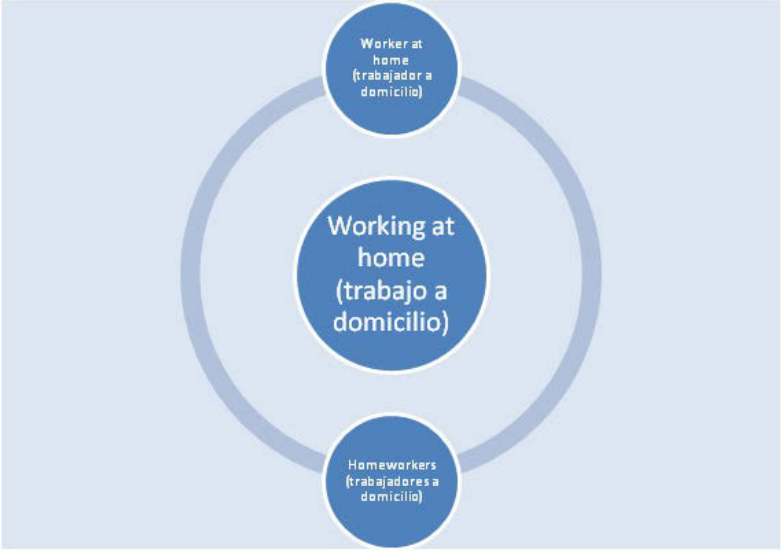 Worker at
home
(trabajador a
domicilio)
Working at
home
(trabajo a
domicilio)
Homeworkers
(trabajadores a
domicilio)